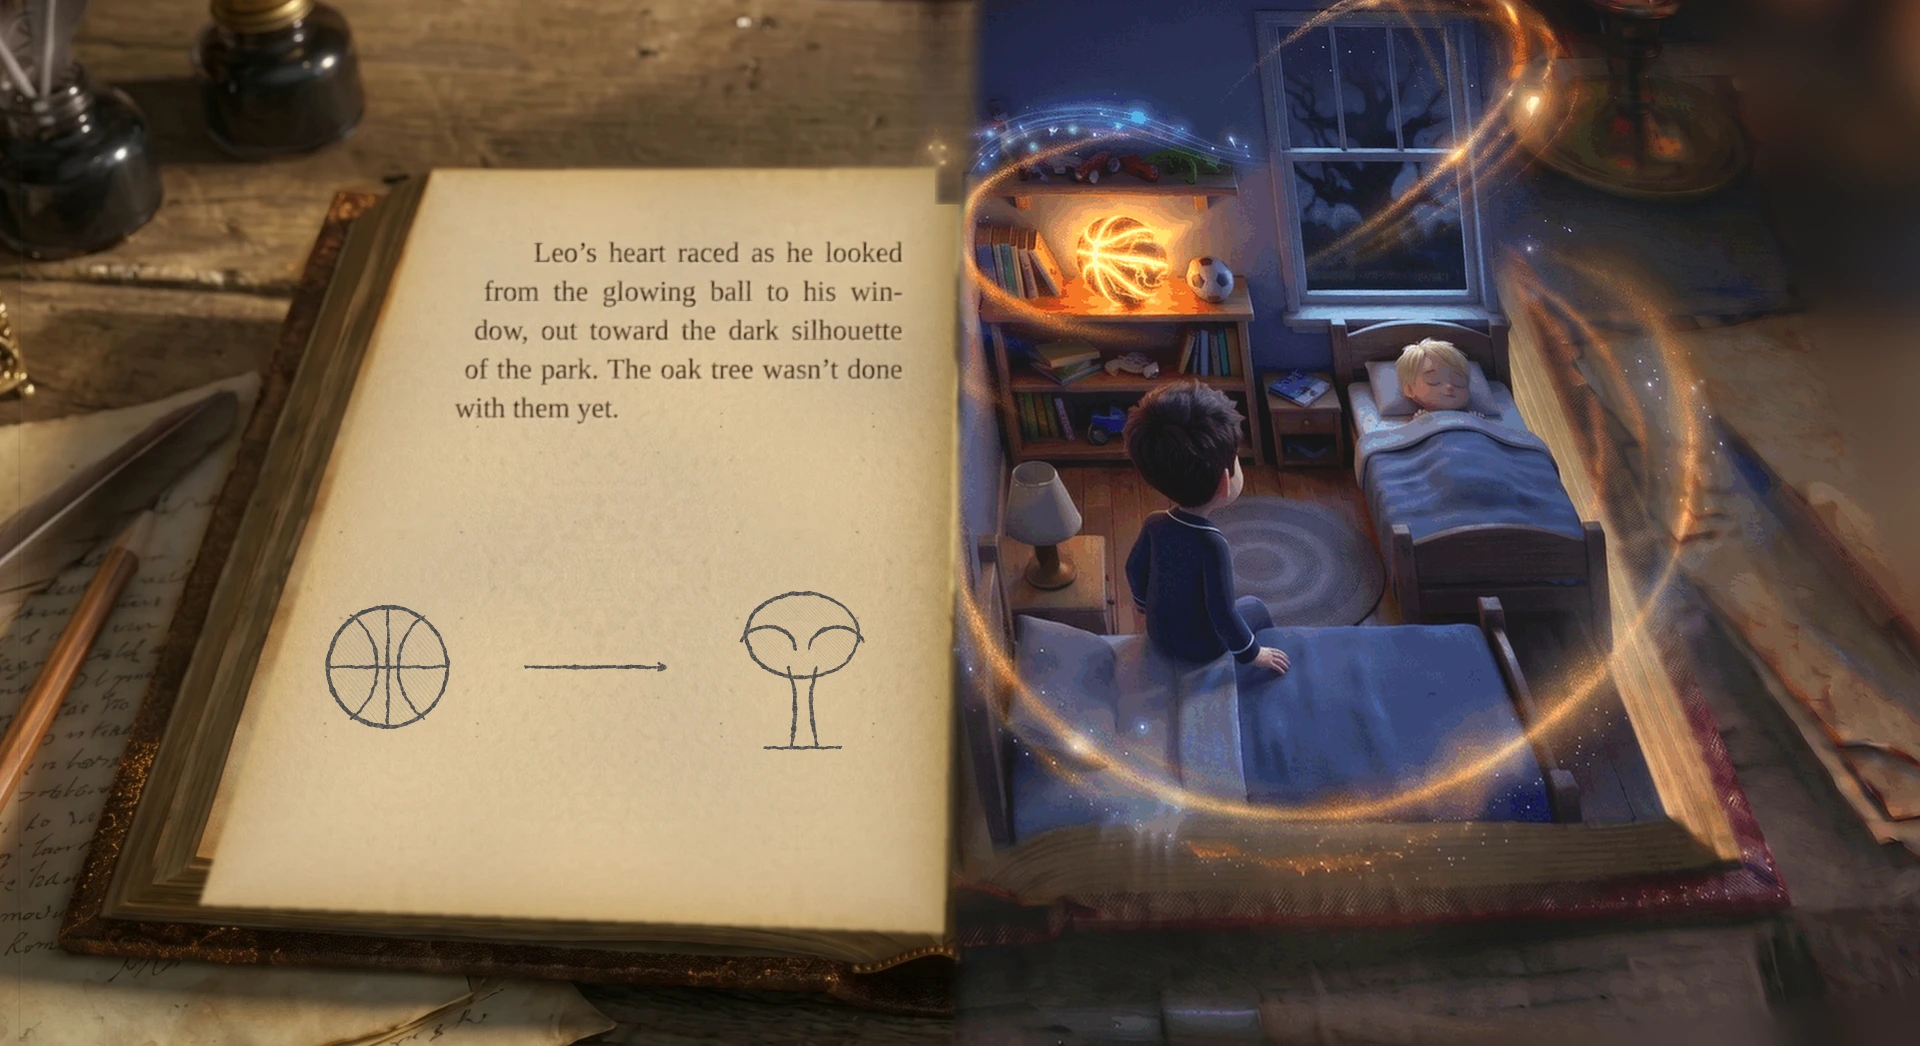 Leo’s heart raced as he looked
from the glowing ball to his win-
dow, out toward the dark silhouette
of the park. The oak tree wasn’t done
with them yet.